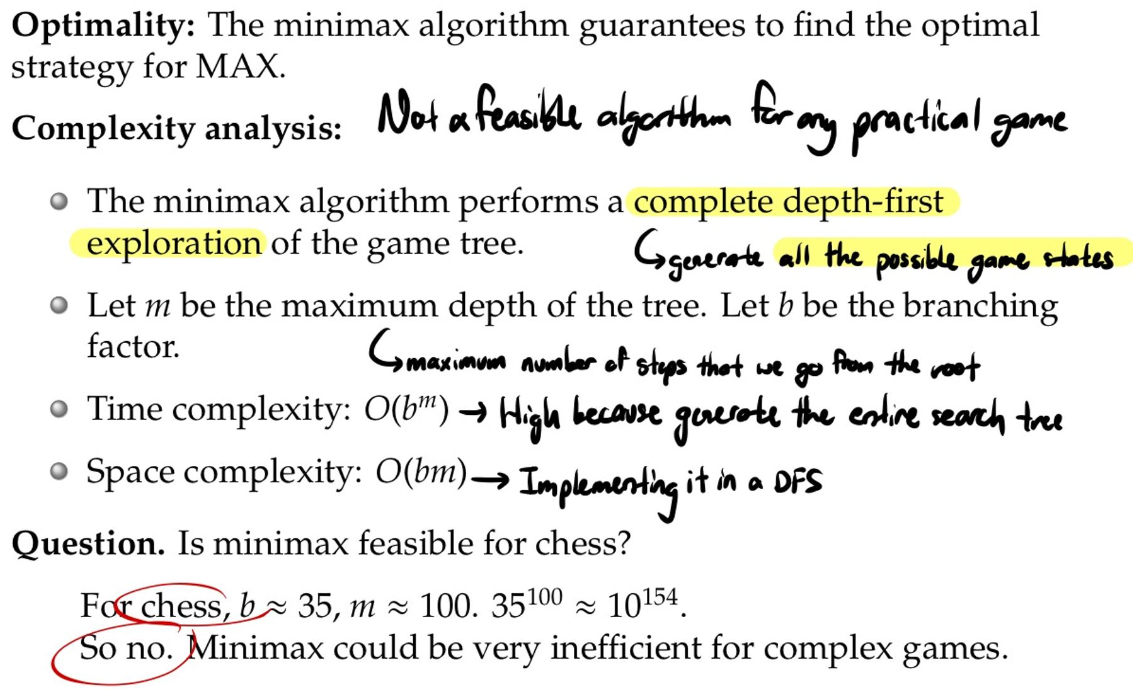 Optimality: The minimax algorithm guarantees to find the optimal
strategy for MAX.
Complexity analysis: Not a feasible algorithm for any practical game
The minimax algorithm performs a complete depth-first
exploration of the game tree.
↳generate all the possible game states
Let m be the maximum depth of the tree. Let b be the branching
factor.
↳maximum number of steps that we go from the root
Time complexity: O(b^m) → High because generate the entire search tree
Space complexity: O(bm) → Implementing it in a DFS
Question. Is minimax feasible for chess?
For chess, b ≈ 35, m ≈ 100. 35^100 ≈ 10^154.
So no. Minimax could be very inefficient for complex games.